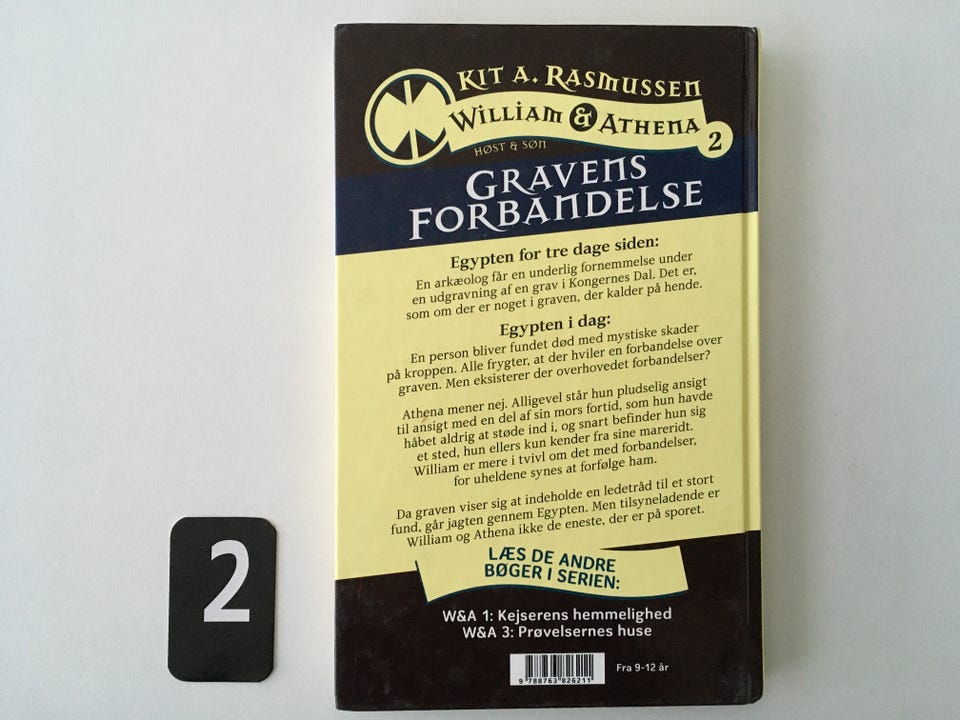 KIT A. RASMUSSEN
WILLIAM & ATHENA
2
HØST & SØN
GRAVENS
FORBANDELSE
Egypten for tre dage siden:
En arkæolog får en underlig fornemmelse under
en udgravning af en grav i Kongernes Dal. Det er,
som om der er noget i graven, der kalder på hende.
Egypten i dag:
En person bliver fundet død med mystiske skader
på kroppen. Alle frygter, at der hviler en forbandelse over
graven. Men eksisterer der overhovedet forbandelser?
Athena mener nej. Alligevel står hun pludselig ansigt
til ansigt med en del af sin mors fortid, som hun havde
håbet aldrig at støde ind i, og snart befinder hun sig
et sted, hun ellers kun kender fra sine mareridt.
William er mere i tvivl om det med forbandelser,
for uheldene synes at forfølge ham.
Da graven viser sig at indeholde en ledetråd til et stort
fund, går jagten gennem Egypten. Men tilsyneladende er
William og Athena ikke de eneste, der er på sporet.
LÆS DE ANDRE
BØGER I SERIEN:
W&A 1: Kejserens hemmelighed
W&A 3: Prøvelsernes huse
9 788763 826211
Fra 9-12 år
2